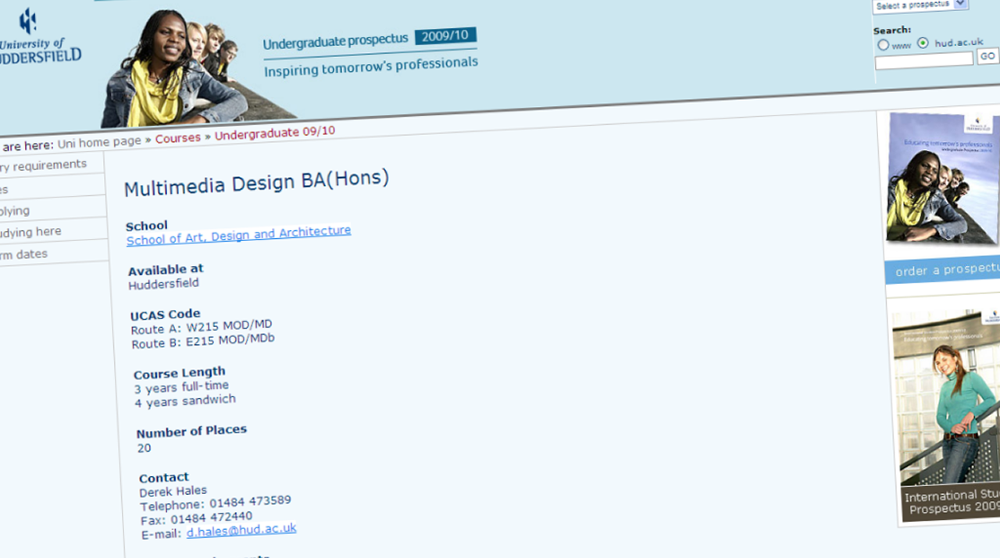 University of
UDDERSFIELD
Undergraduate prospectus 2009/10
Inspiring tomorrow's professionals
Select a prospectus
Search:
www hud.ac.uk
GO
are here: Uni home page » Courses » Undergraduate 09/10
ry requirements
es
plying
udying here
rm dates
Multimedia Design BA(Hons)
School
School of Art, Design and Architecture
Available at
Huddersfield
UCAS Code
Route A: W215 MOD/MD
Route B: E215 MOD/MDb
Course Length
3 years full-time
4 years sandwich
Number of Places
20
Contact
Derek Hales
Telephone: 01484 473589
Fax: 01484 472440
E-mail: d.hales@hud.ac.uk
Educating tomorrow's professionals
Undergraduate Prospectus 2009/10
order a prospectu
Educating tomorrow's professionals
International Stu
Prospectus 2009